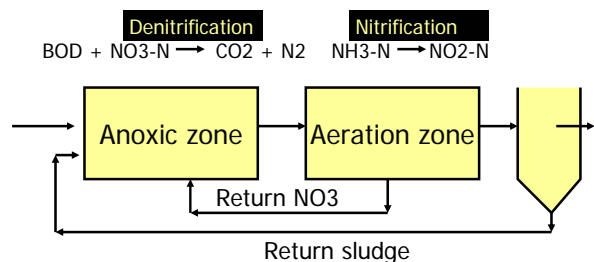 Denitrification
BOD + NO3-N → CO2 + N2
Nitrification
NH3-N → NO2-N
Anoxic zone
Aeration zone
Return NO3
Return sludge